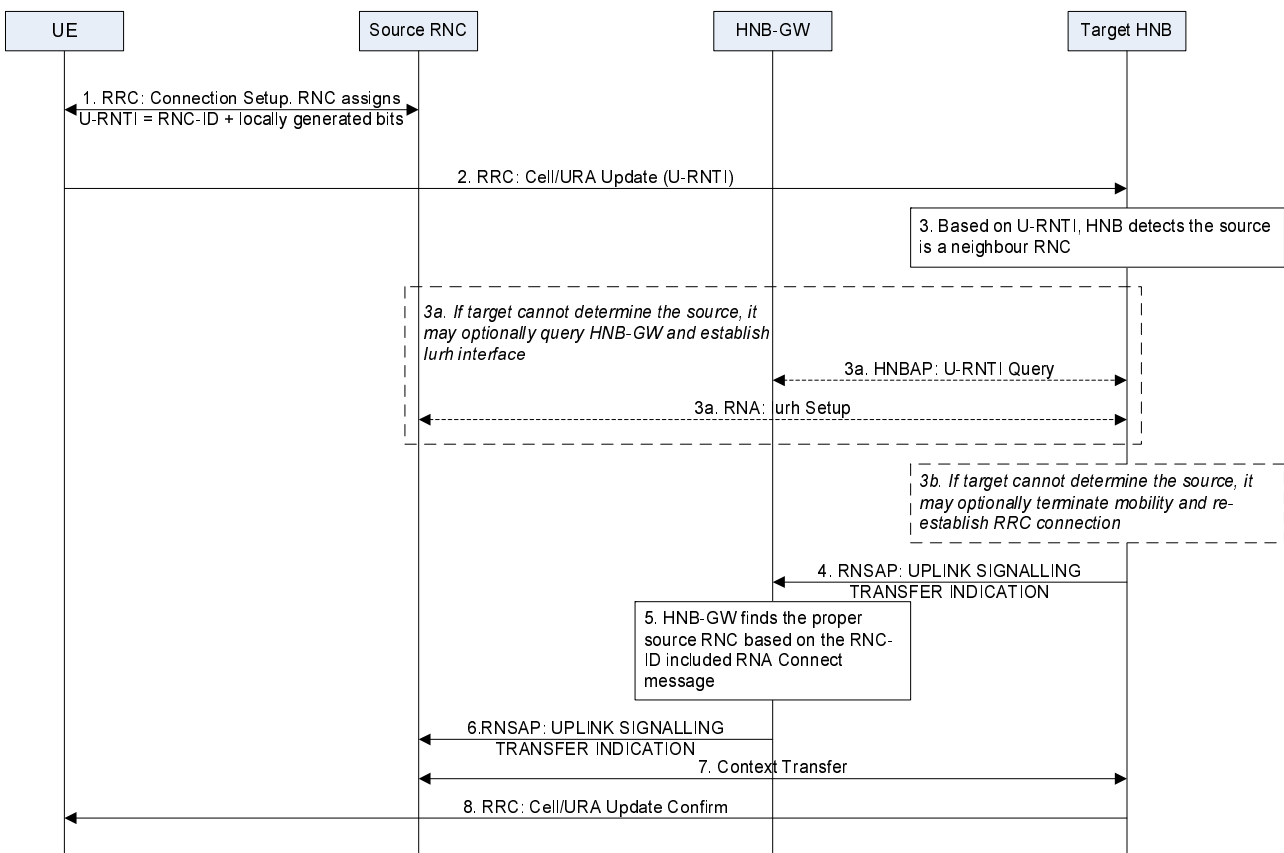 UE
Source RNC
HNB-GW
Target HNB
1. RRC: Connection Setup. RNC assigns
U-RNTI = RNC-ID + locally generated bits
2. RRC: Cell/URA Update (U-RNTI)
3. Based on U-RNTI, HNB detects the source
is a neighbour RNC
3a. If target cannot determine the source, it
may optionally query HNB-GW and establish
Iurh interface
3a. HNBAP: U-RNTI Query
3a. RNA: Iurh Setup
3b. If target cannot determine the source, it
may optionally terminate mobility and re-
establish RRC connection
4. RNSAP: UPLINK SIGNALLING
TRANSFER INDICATION
5. HNB-GW finds the proper
source RNC based on the RNC-
ID included RNA Connect
message
6.RNSAP: UPLINK SIGNALLING
TRANSFER INDICATION
7. Context Transfer
8. RRC: Cell/URA Update Confirm